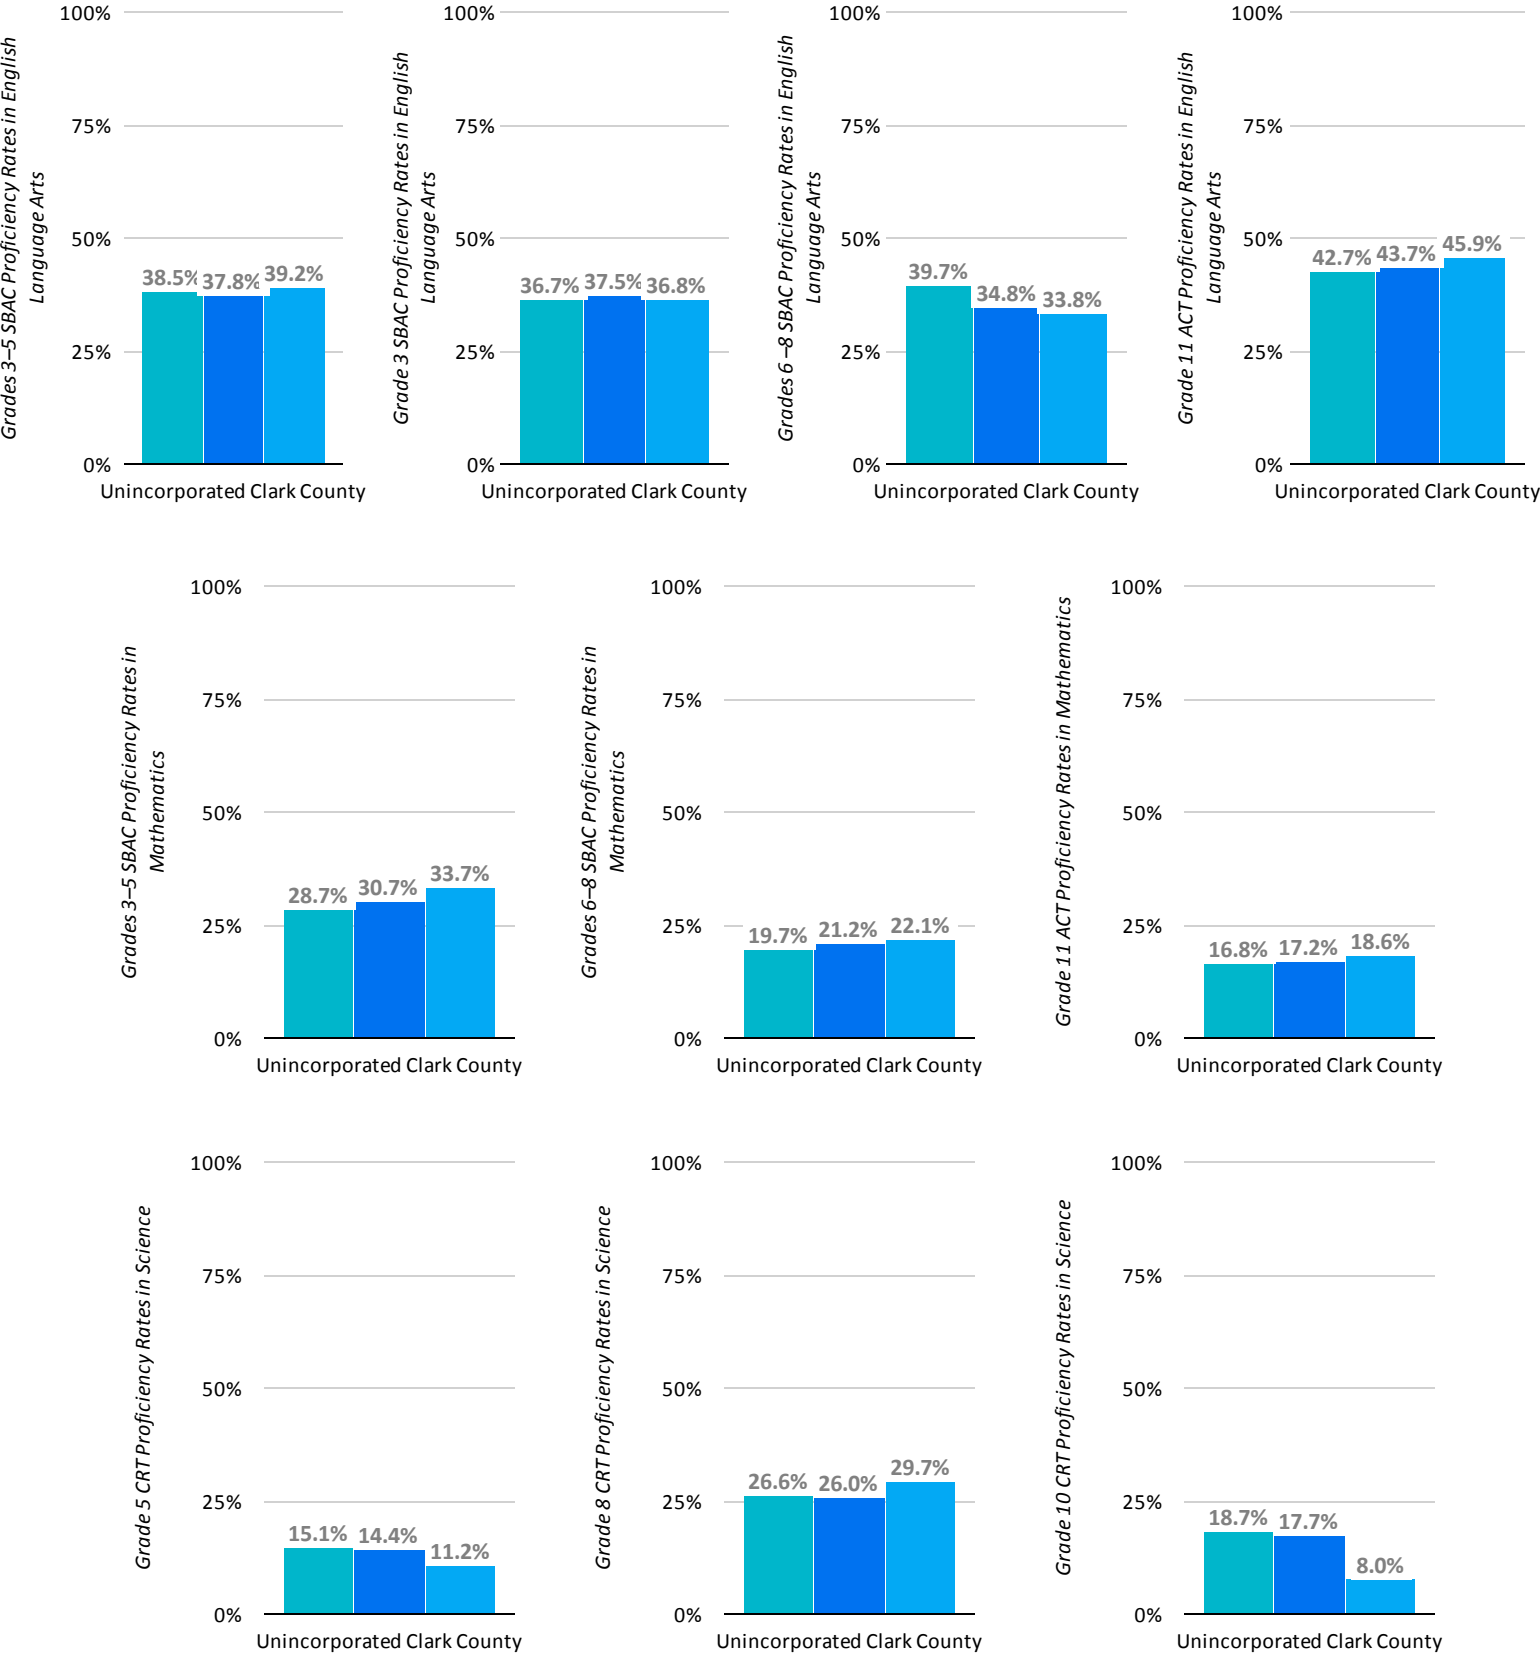 Grades 3–5 SBAC Proficiency Rates in English
Language Arts
100%
75%
50%
25%
0%
38.5% 37.8% 39.2%
Unincorporated Clark County
Grade 3 SBAC Proficiency Rates in English
Language Arts
100%
75%
50%
25%
0%
36.7% 37.5% 36.8%
Unincorporated Clark County
Grades 6 –8 SBAC Proficiency Rates in English
Language Arts
100%
75%
50%
25%
0%
39.7% 34.8% 33.8%
Unincorporated Clark County
Grade 11 ACT Proficiency Rates in English
Language Arts
100%
75%
50%
25%
0%
42.7% 43.7% 45.9%
Unincorporated Clark County
Grades 3–5 SBAC Proficiency Rates in
Mathematics
100%
75%
50%
25%
0%
28.7% 30.7% 33.7%
Unincorporated Clark County
Grades 6–8 SBAC Proficiency Rates in
Mathematics
100%
75%
50%
25%
0%
19.7% 21.2% 22.1%
Unincorporated Clark County
Grade 11 ACT Proficiency Rates in Mathematics
100%
75%
50%
25%
0%
16.8% 17.2% 18.6%
Unincorporated Clark County
Grade 5 CRT Proficiency Rates in Science
100%
75%
50%
25%
0%
15.1% 14.4% 11.2%
Unincorporated Clark County
Grade 8 CRT Proficiency Rates in Science
100%
75%
50%
25%
0%
26.6% 26.0% 29.7%
Unincorporated Clark County
Grade 10 CRT Proficiency Rates in Science
100%
75%
50%
25%
0%
18.7% 17.7% 8.0%
Unincorporated Clark County